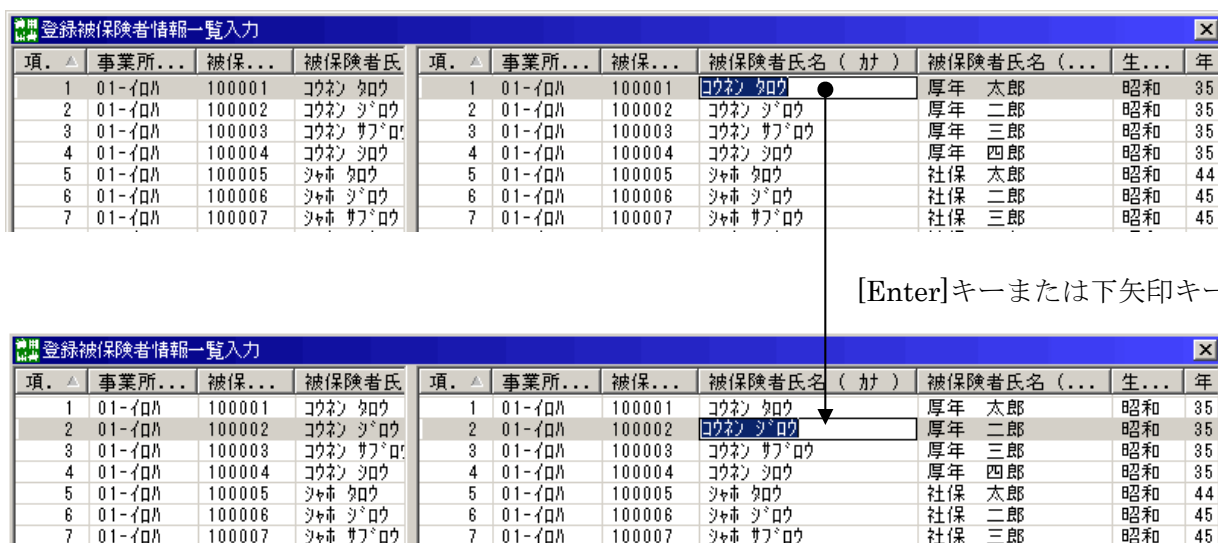 登録被保険者情報一覧入力
項. 事業所... 被保... 被保険者氏 項. 事業所... 被保... 被保険者氏名 ( ｶﾅ ) 被保険者氏名 (... 生... 年
1 01-ｲﾛﾊ 100001 ｺｳﾈﾝ ﾀﾛｳ 1 01-ｲﾛﾊ 100001 ｺｳﾈﾝ ﾀﾛｳ 厚年 太郎 昭和 35
2 01-ｲﾛﾊ 100002 ｺｳﾈﾝ ｼﾞﾛｳ 2 01-ｲﾛﾊ 100002 ｺｳﾈﾝ ｼﾞﾛｳ 厚年 二郎 昭和 35
3 01-ｲﾛﾊ 100003 ｺｳﾈﾝ ｻﾌﾞﾛｳ 3 01-ｲﾛﾊ 100003 ｺｳﾈﾝ ｻﾌﾞﾛｳ 厚年 三郎 昭和 35
4 01-ｲﾛﾊ 100004 ｺｳﾈﾝ ｼﾛｳ 4 01-ｲﾛﾊ 100004 ｺｳﾈﾝ ｼﾛｳ 厚年 四郎 昭和 35
5 01-ｲﾛﾊ 100005 ｼｬﾎ ﾀﾛｳ 5 01-ｲﾛﾊ 100005 ｼｬﾎ ﾀﾛｳ 社保 太郎 昭和 44
6 01-ｲﾛﾊ 100006 ｼｬﾎ ｼﾞﾛｳ 6 01-ｲﾛﾊ 100006 ｼｬﾎ ｼﾞﾛｳ 社保 二郎 昭和 45
7 01-ｲﾛﾊ 100007 ｼｬﾎ ｻﾌﾞﾛｳ 7 01-ｲﾛﾊ 100007 ｼｬﾎ ｻﾌﾞﾛｳ 社保 三郎 昭和 45
[Enter]キーまたは下矢印キー
登録被保険者情報一覧入力
項. 事業所... 被保... 被保険者氏 項. 事業所... 被保... 被保険者氏名 ( ｶﾅ ) 被保険者氏名 (... 生... 年
1 01-ｲﾛﾊ 100001 ｺｳﾈﾝ ﾀﾛｳ 1 01-ｲﾛﾊ 100001 ｺｳﾈﾝ ﾀﾛｳ 厚年 太郎 昭和 35
2 01-ｲﾛﾊ 100002 ｺｳﾈﾝ ｼﾞﾛｳ 2 01-ｲﾛﾊ 100002 ｺｳﾈﾝ ｼﾞﾛｳ 厚年 二郎 昭和 35
3 01-ｲﾛﾊ 100003 ｺｳﾈﾝ ｻﾌﾞﾛｳ 3 01-ｲﾛﾊ 100003 ｺｳﾈﾝ ｻﾌﾞﾛｳ 厚年 三郎 昭和 35
4 01-ｲﾛﾊ 100004 ｺｳﾈﾝ ｼﾛｳ 4 01-ｲﾛﾊ 100004 ｺｳﾈﾝ ｼﾛｳ 厚年 四郎 昭和 35
5 01-ｲﾛﾊ 100005 ｼｬﾎ ﾀﾛｳ 5 01-ｲﾛﾊ 100005 ｼｬﾎ ﾀﾛｳ 社保 太郎 昭和 44
6 01-ｲﾛﾊ 100006 ｼｬﾎ ｼﾞﾛｳ 6 01-ｲﾛﾊ 100006 ｼｬﾎ ｼﾞﾛｳ 社保 二郎 昭和 45
7 01-ｲﾛﾊ 100007 ｼｬﾎ ｻﾌﾞﾛｳ 7 01-ｲﾛﾊ 100007 ｼｬﾎ ｻﾌﾞﾛｳ 社保 三郎 昭和 45